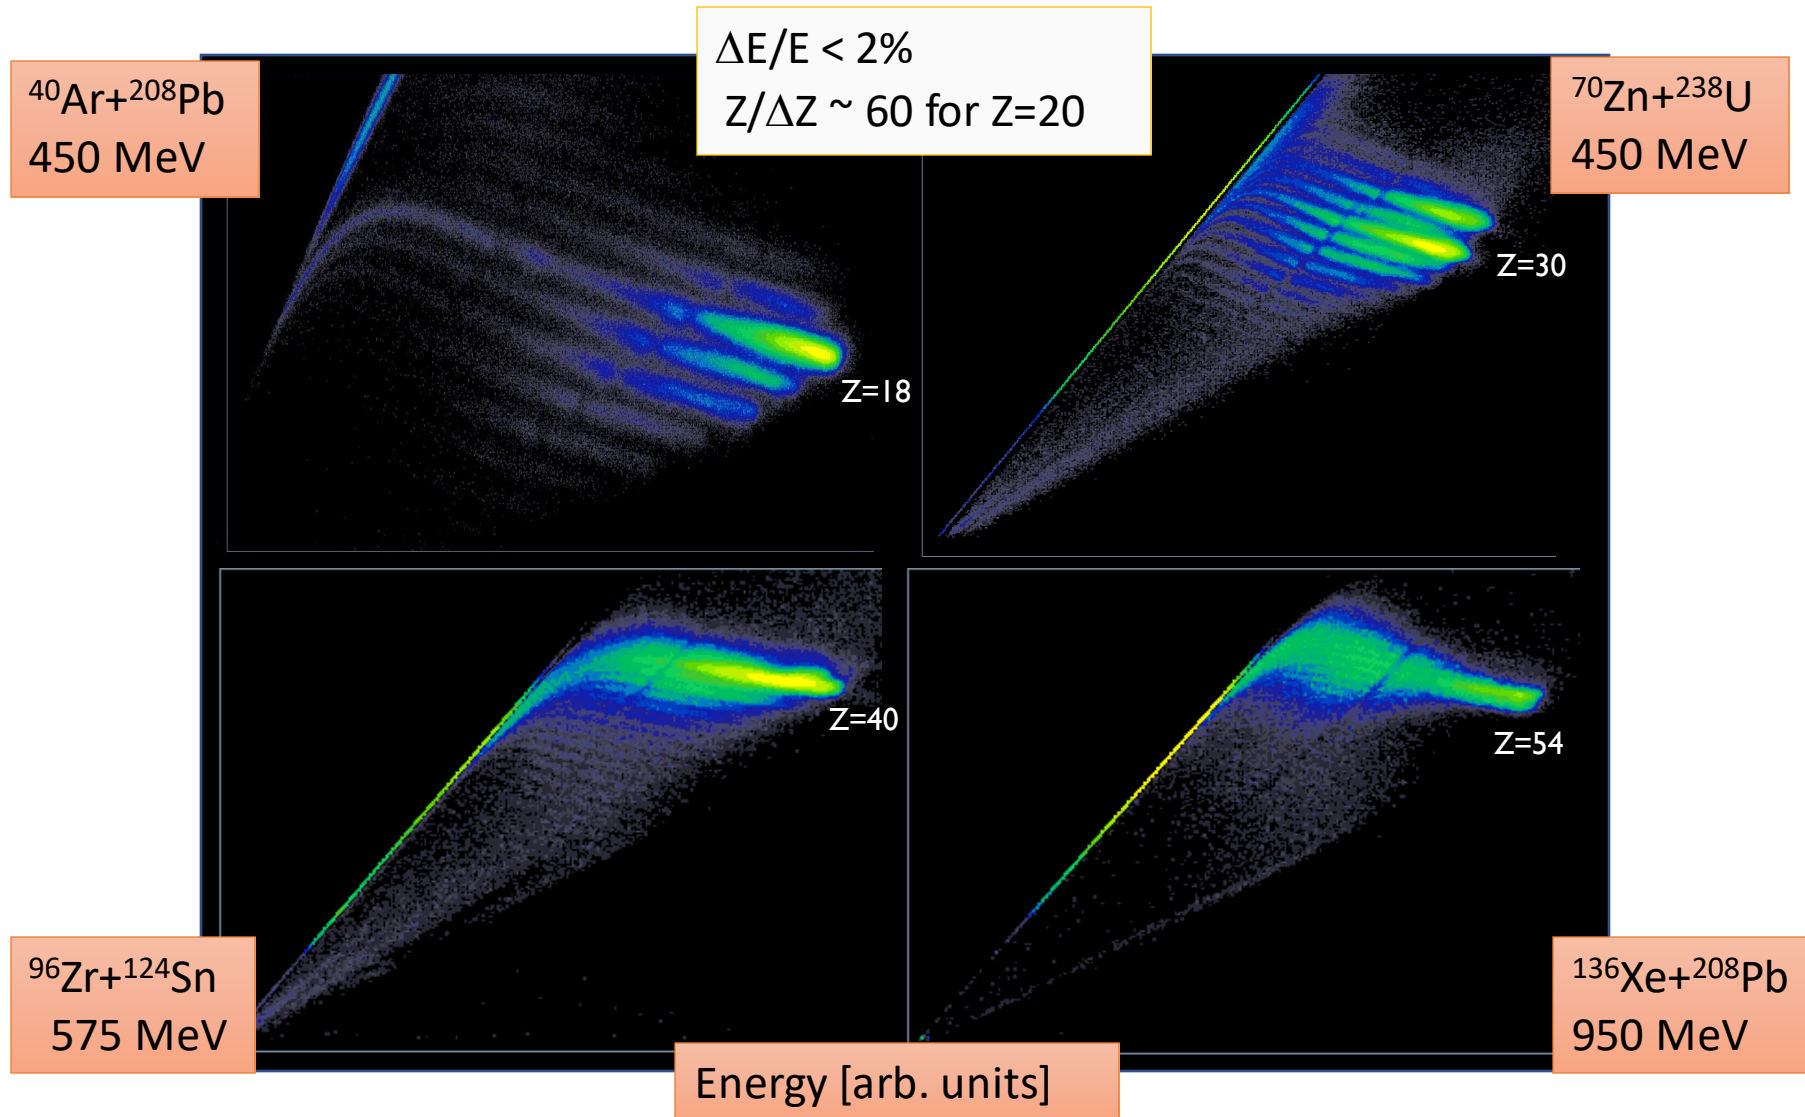 ΔE/E < 2%
Z/ΔZ ~ 60 for Z=20
⁴⁰Ar+²⁰⁸Pb
450 MeV
⁷⁰Zn+²³⁸U
450 MeV
Z=18
Z=30
Z=40
Z=54
⁹⁶Zr+¹²⁴Sn
575 MeV
¹³⁶Xe+²⁰⁸Pb
950 MeV
Energy [arb. units]